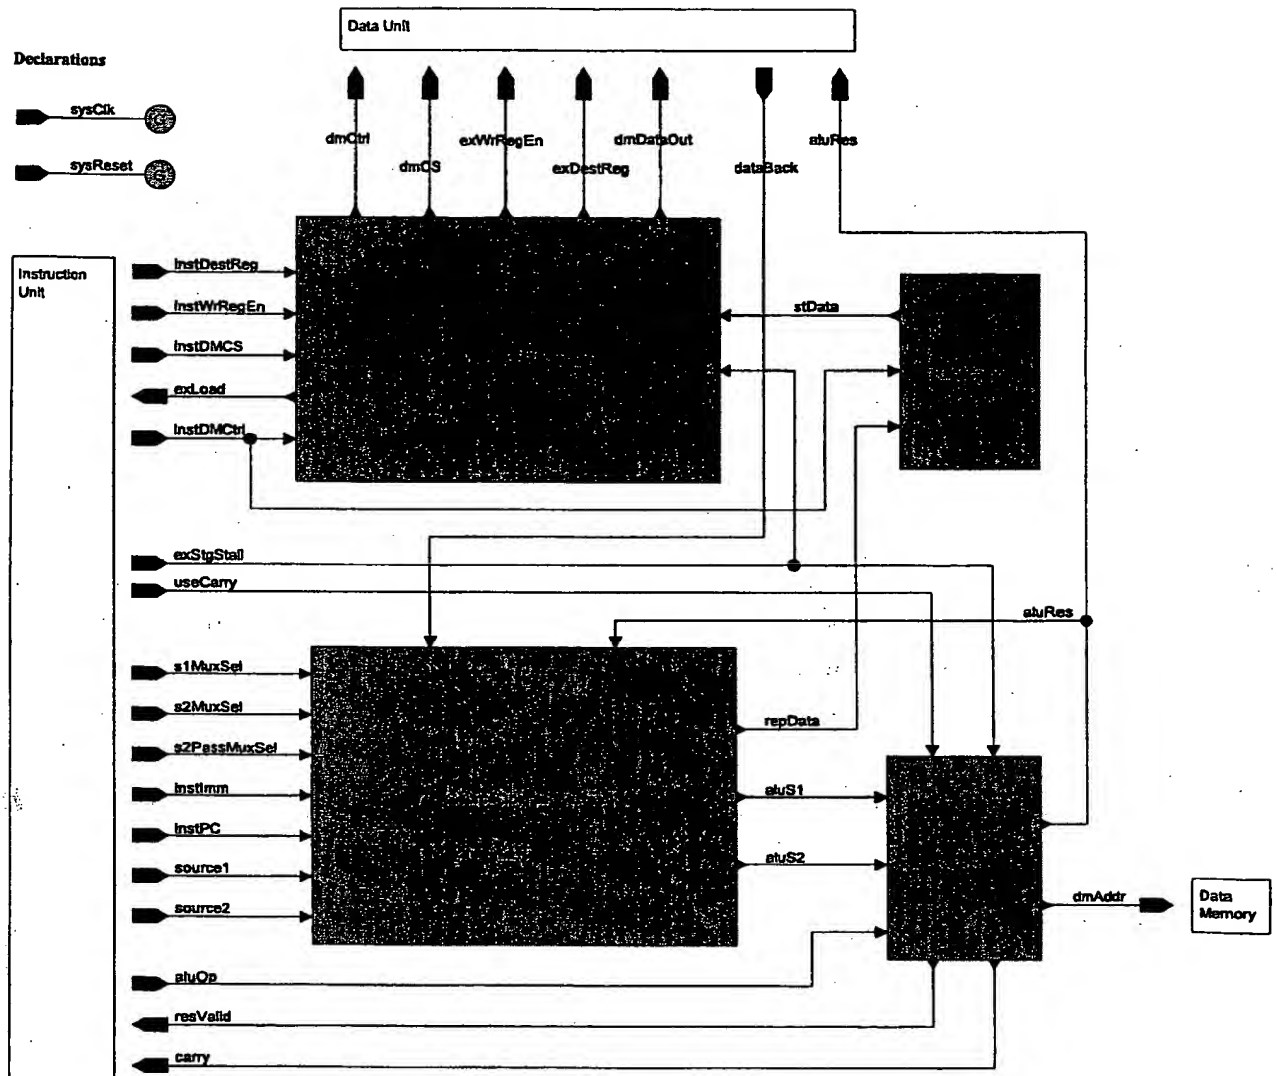 Data Unit
Declarations
sysClk
G
sysReset
G
dmCtrl
dmCS
exWrRegEn
exDestReg
dmDataOut
dataBack
aluRes
Instruction
Unit
InstDestReg
InstWrRegEn
InstDMCS
exLoad
InstDMCtrl
stData
exStgStall
useCarry
aluRes
s1MuxSel
s2MuxSel
s2PassMuxSel
InstImm
InstPC
source1
source2
repData
aluS1
aluS2
dmAddr
Data
Memory
aluOp
resValid
carry